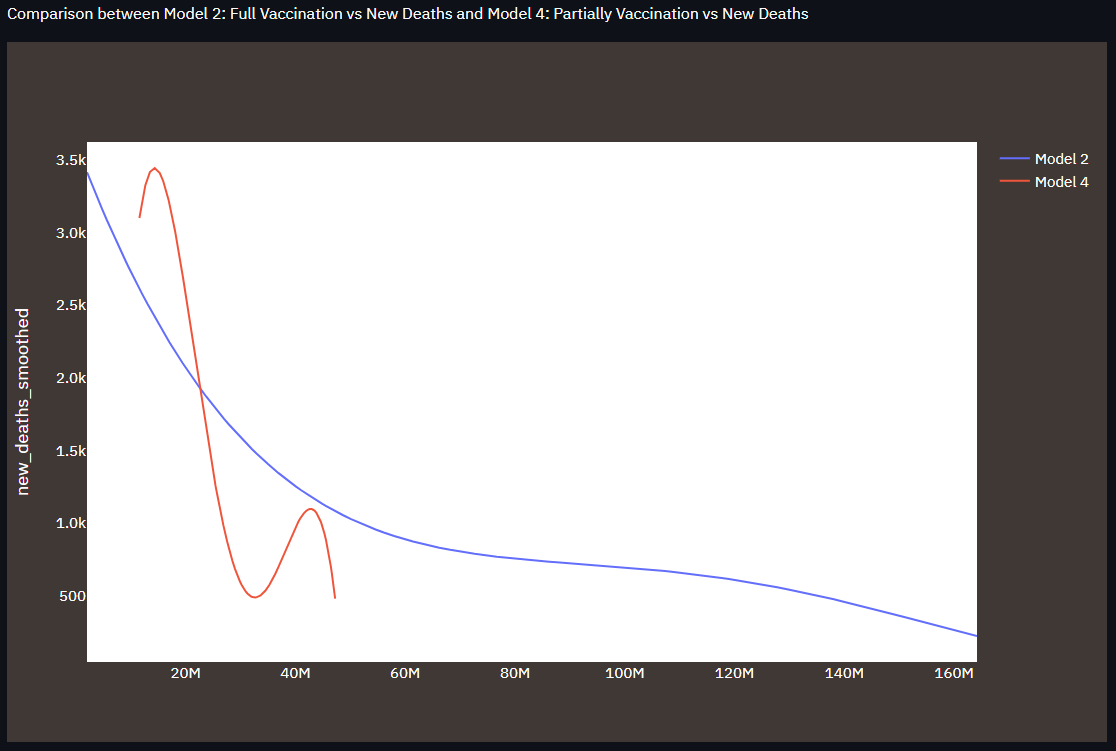 Comparison between Model 2: Full Vaccination vs New Deaths and Model 4: Partially Vaccination vs New Deaths
Model 2
Model 4
new_deaths_smoothed
3.5k
3.0k
2.5k
2.0k
1.5k
1.0k
500
20M 40M 60M 80M 100M 120M 140M 160M